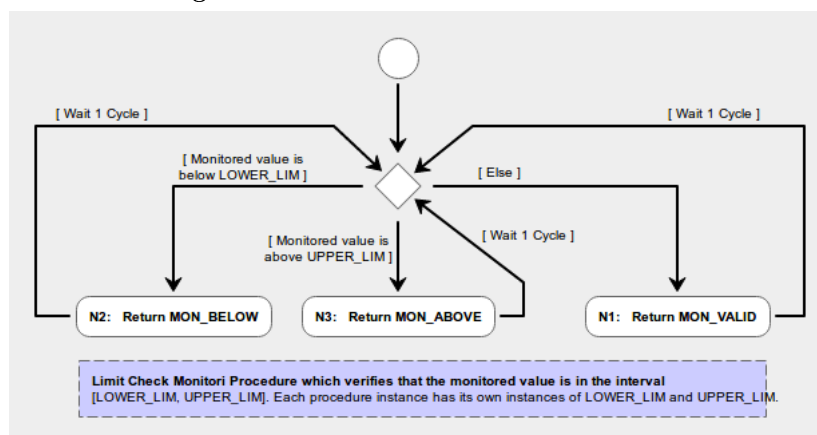 [ Wait 1 Cycle ]
[ Wait 1 Cycle ]
[ Monitored value is
below LOWER_LIM ]
[ Else ]
[ Monitored value is
above UPPER_LIM ]
[ Wait 1 Cycle ]
N2: Return MON_BELOW
N3: Return MON_ABOVE
N1: Return MON_VALID
Limit Check Monitori Procedure which verifies that the monitored value is in the interval
[LOWER_LIM, UPPER_LIM]. Each procedure instance has its own instances of LOWER_LIM and UPPER_LIM.